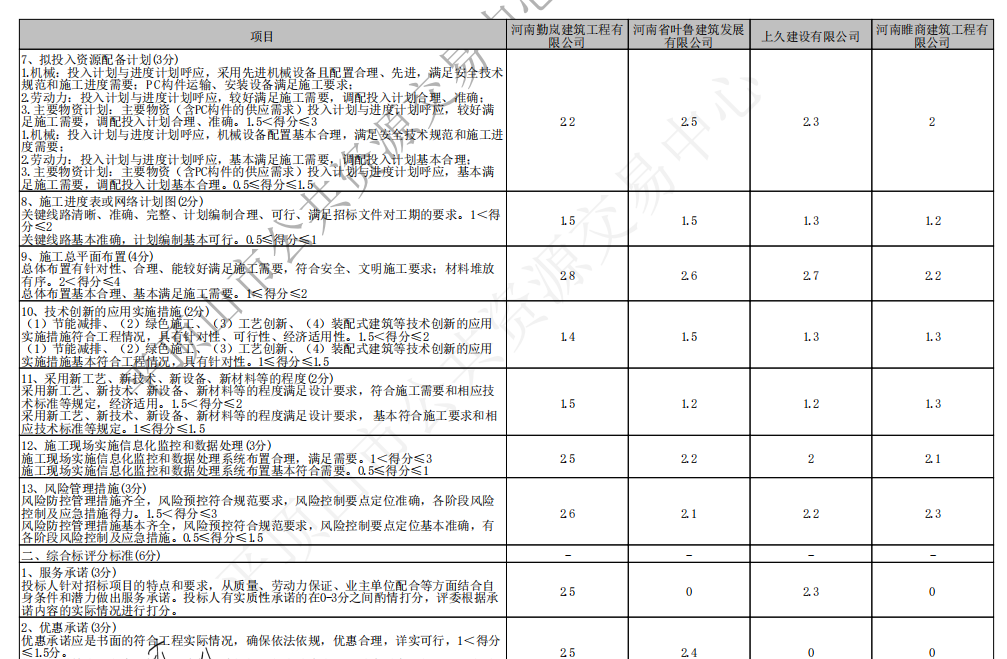 项目
河南勤岚建筑工程有限公司
河南省叶鲁建筑发展有限公司
上久建设有限公司
河南睢商建筑工程有限公司
7、拟投入资源配备计划(3分)
1.机械：投入计划与进度计划呼应，采用先进机械设备且配置合理、先进，满足安全技术
规范和施工进度需要；PC构件运输、安装设备满足施工要求；
2.劳动力：投入计划与进度计划呼应，较好满足施工需要，调配投入计划合理、准确；
3.主要物资计划：主要物资（含PC构件的供应需求）投入计划与进度计划呼应，较好满
足施工需要，调配投入计划合理、准确。1.5＜得分≤3
1.机械：投入计划与进度计划呼应，机械设备配置基本合理，满足安全技术规范和施工进
度需要；
2.劳动力：投入计划与进度计划呼应，基本满足施工需要，调配投入计划基本合理；
3.主要物资计划：主要物资（含PC构件的供应需求）投入计划与进度计划呼应，基本满
足施工需要，调配投入计划基本合理。0.5≤得分≤1.5
2.2 2.5 2.3 2
8、施工进度表或网络计划图(2分)
关键线路清晰、准确、完整、计划编制合理、可行、满足招标文件对工期的要求。1＜得
分≤2
关键线路基本准确，计划编制基本可行。0.5≤得分≤1
1.5 1.5 1.3 1.2
9、施工总平面布置(4分)
总体布置有针对性、合理、能较好满足施工需要，符合安全、文明施工要求；材料堆放
有序。2＜得分≤4
总体布置基本合理、基本满足施工需要。1≤得分≤2
2.8 2.6 2.7 2.2
10、技术创新的应用实施措施(2分)
（1）节能减排、（2）绿色施工、（3）工艺创新、（4）装配式建筑等技术创新的应用
实施措施符合工程情况，具有针对性、可行性、经济适用性。1.5＜得分≤2
（1）节能减排、（2）绿色施工、（3）工艺创新、（4）装配式建筑等技术创新的应用
实施措施基本符合工程情况，具有针对性。1≤得分≤1.5
1.4 1.5 1.3 1.3
11、采用新工艺、新技术、新设备、新材料等的程度(2分)
采用新工艺、新技术、新设备、新材料等的程度满足设计要求，符合施工需要和相应技
术标准等规定，经济适用。1.5＜得分≤2
采用新工艺、新技术、新设备、新材料等的程度满足设计要求，基本符合施工要求和相
应技术标准等规定。1≤得分≤1.5
1.5 1.2 1.2 1.3
12、施工现场实施信息化监控和数据处理(3分)
施工现场实施信息化监控和数据处理系统布置合理，满足需要。1＜得分≤3
施工现场实施信息化监控和数据处理系统布置基本符合需要。0.5≤得分≤1
2.5 2.2 2 2.1
13、风险管理措施(3分)
风险防控管理措施齐全，风险预控符合规范要求，风险控制要点定位准确，各阶段风险
控制及应急措施得力。1.5＜得分≤3
风险防控管理措施基本齐全，风险预控符合规范要求，风险控制要点定位基本准确，有
各阶段风险控制及应急措施。0.5≤得分≤1.5
2.6 2.1 2.2 2.3
二、综合标评分标准(6分)
- - - -
1、服务承诺(3分)
投标人针对招标项目的特点和要求，从质量、劳动力保证、业主单位配合等方面结合自
身条件和潜力做出服务承诺。投标人有实质性承诺的在0-3分之间酌情打分，评委根据承
诺内容的实际情况进行打分。
2.5 0 2.3 0
2、优惠承诺(3分)
优惠承诺应是书面的符合工程实际情况，确保依法依规，优惠合理，详实可行，1＜得分
≤1.5分。
2.5 2.4 0 0
平顶山市公共资源交易中心
平顶山市公共资源交易中心